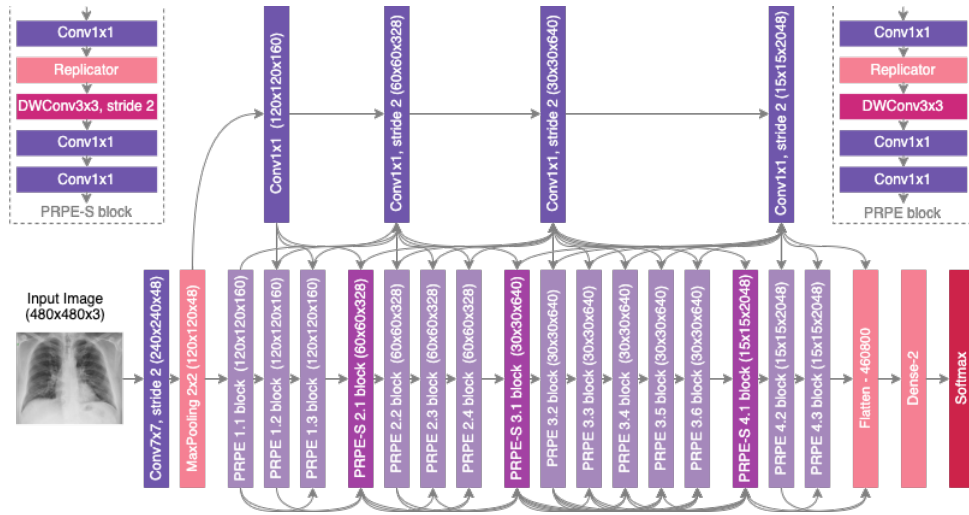 Conv1x1
Replicator
DWConv3x3, stride 2
Conv1x1
Conv1x1
PRPE-S block
Conv1x1 (120x120x160)
Conv1x1, stride 2 (60x60x328)
Conv1x1, stride 2 (30x30x640)
Conv1x1, stride 2 (15x15x2048)
Conv1x1
Replicator
DWConv3x3
Conv1x1
Conv1x1
PRPE block
Input Image
(480x480x3)
Conv7x7, stride 2 (240x240x48)
MaxPooling 2x2 (120x120x48)
PRPE 1.1 block (120x120x160)
PRPE 1.2 block (120x120x160)
PRPE 1.3 block (120x120x160)
PRPE-S 2.1 block (60x60x328)
PRPE 2.2 block (60x60x328)
PRPE 2.3 block (60x60x328)
PRPE 2.4 block (60x60x328)
PRPE-S 3.1 block (30x30x640)
PRPE 3.2 block (30x30x640)
PRPE 3.3 block (30x30x640)
PRPE 3.4 block (30x30x640)
PRPE 3.5 block (30x30x640)
PRPE 3.6 block (30x30x640)
PRPE-S 4.1 block (15x15x2048)
PRPE 4.2 block (15x15x2048)
PRPE 4.3 block (15x15x2048)
Flatten - 460800
Dense-2
Softmax